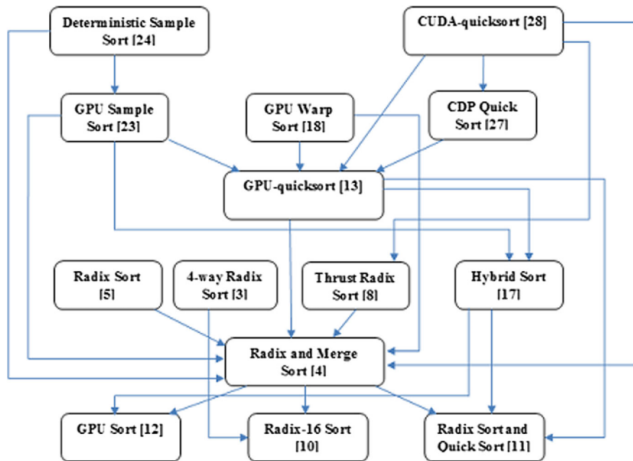 Deterministic Sample
Sort [24]
CUDA-quicksort [28]
GPU Sample
Sort [23]
GPU Warp
Sort [18]
CDP Quick
Sort [27]
GPU-quicksort [13]
Radix Sort
[5]
4-way Radix
Sort [3]
Thrust Radix
Sort [8]
Hybrid Sort
[17]
Radix and Merge
Sort [4]
GPU Sort [12]
Radix-16 Sort
[10]
Radix Sort and
Quick Sort [11]